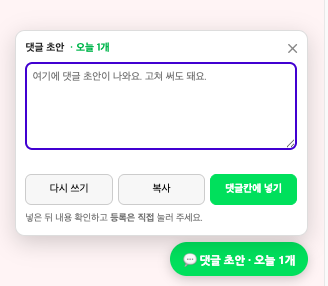 댓글 초안 · 오늘 1개
여기에 댓글 초안이 나와요. 고쳐 써도 돼요.
다시 쓰기 복사 댓글칸에 넣기
넣은 뒤 내용 확인하고 등록은 직접 눌러 주세요.
💬 댓글 초안 · 오늘 1개